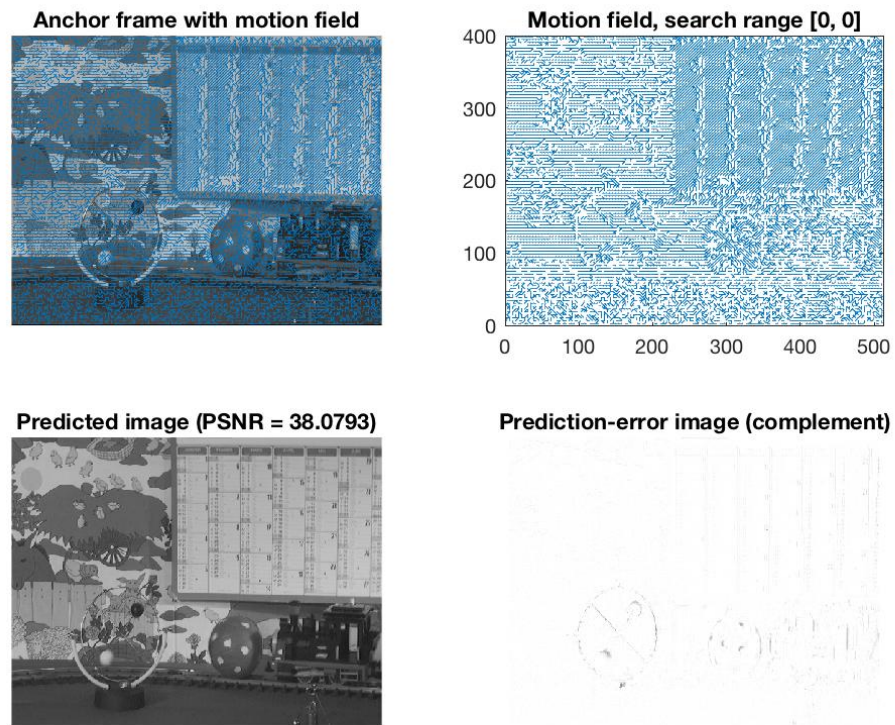 Anchor frame with motion field
Motion field, search range [0, 0]
400
300
200
100
0
0 100 200 300 400 500
Predicted image (PSNR = 38.0793)
Prediction-error image (complement)